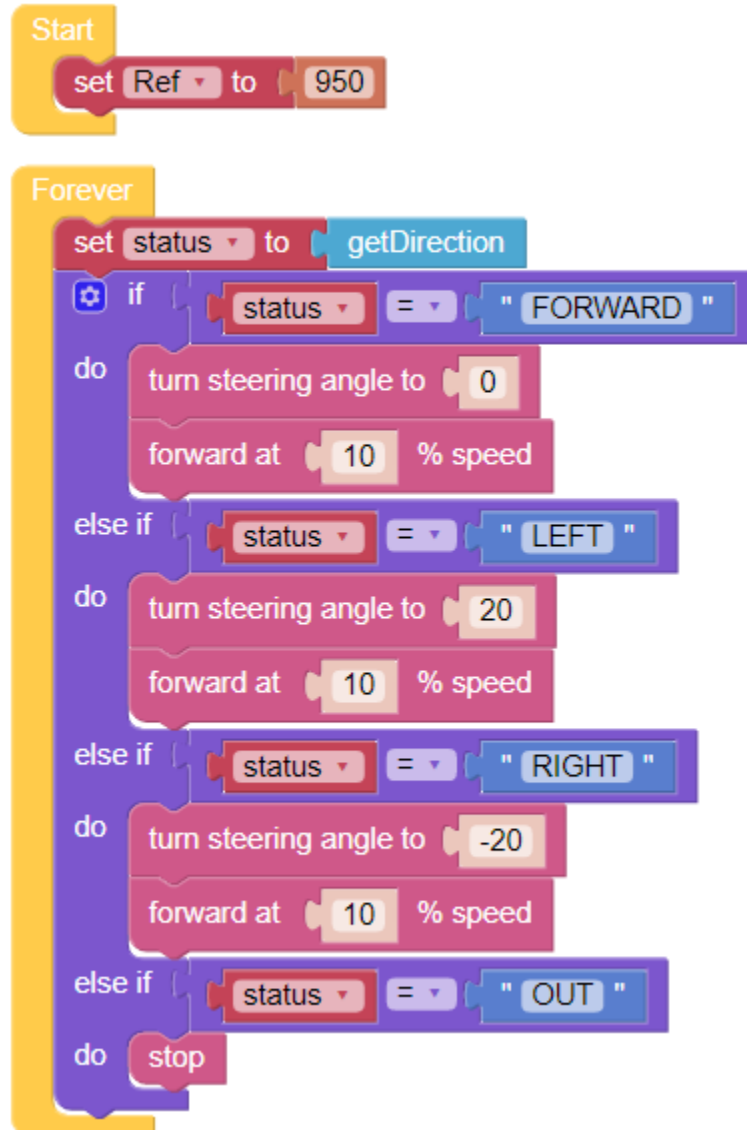 Start
set Ref to 950
Forever
set status to getDirection
if status = " FORWARD "
do turn steering angle to 0
forward at 10 % speed
else if status = " LEFT "
do turn steering angle to 20
forward at 10 % speed
else if status = " RIGHT "
do turn steering angle to -20
forward at 10 % speed
else if status = " OUT "
do stop